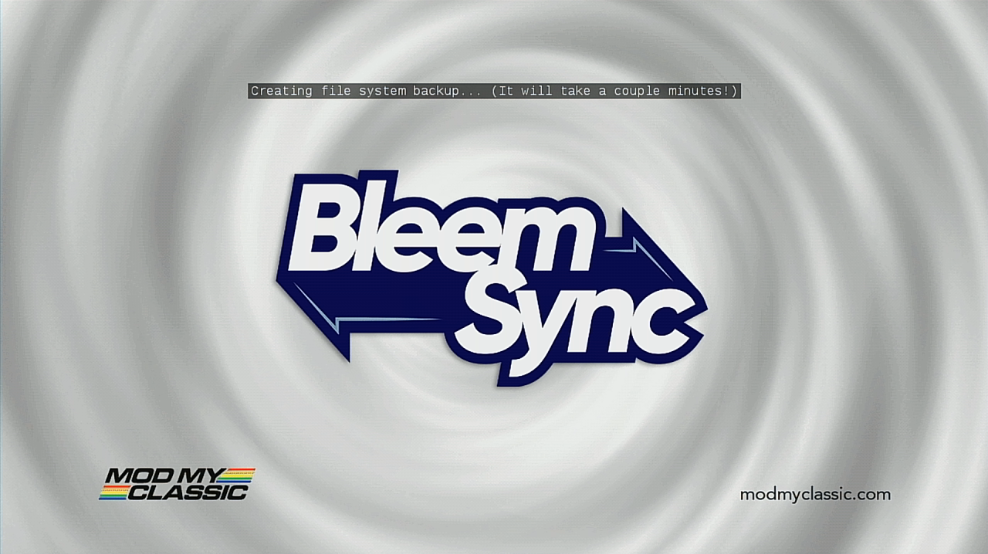 Creating file system backup... (It will take a couple minutes!)
Bleem
Sync
MOD MY
CLASSIC
modmyclassic.com